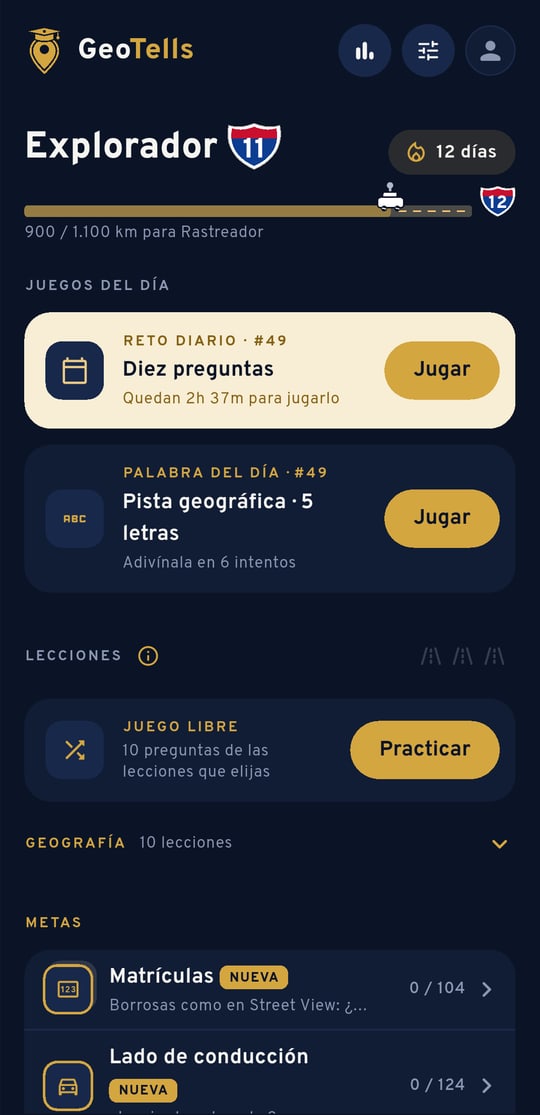 GeoTells
Explorador 11
12 días
12
900 / 1.100 km para Rastreador
JUEGOS DEL DÍA
RETO DIARIO · #49
Diez preguntas
Quedan 2h 37m para jugarlo
Jugar
PALABRA DEL DÍA · #49
ABC
Pista geográfica · 5
letras
Adivínala en 6 intentos
Jugar
LECCIONES
JUEGO LIBRE
10 preguntas de las
lecciones que elijas
Practicar
GEOGRAFÍA 10 lecciones
METAS
123
Matrículas NUEVA
Borrosas como en Street View: ¿...
0 / 104
Lado de conducción
NUEVA
0 / 124